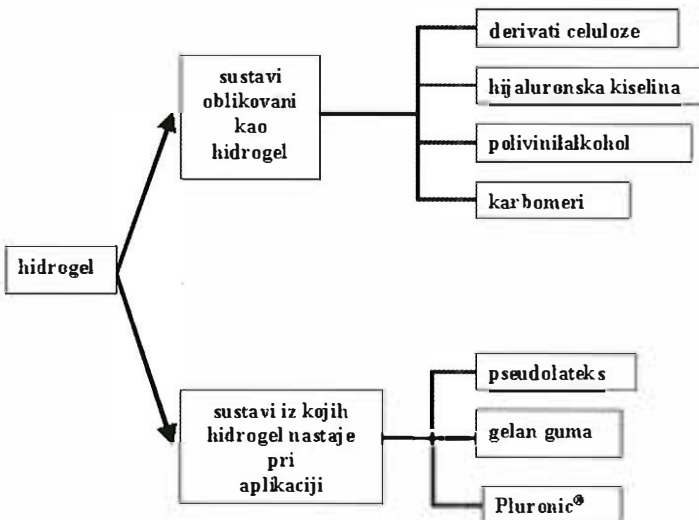 hidrogel
sustavi
oblikovani
kao
hidrogel
derivati celuloze
hijaluronska kiselina
polivinilalkohol
karbomeri
sustavi iz kojih
hidrogel nastaje
pri
aplikaciji
pseudolateks
gelan guma
Pluronic®